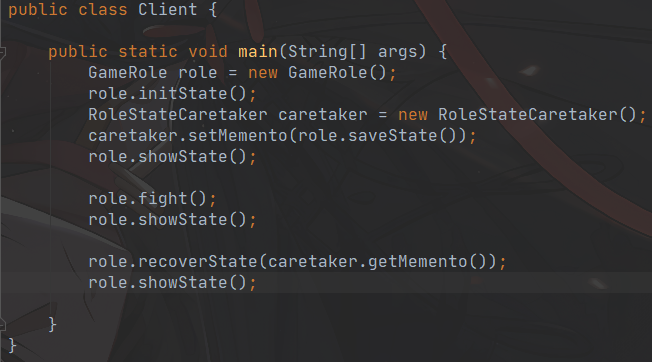 public class Client {
    public static void main(String[] args) {
        GameRole role = new GameRole();
        role.initState();
        RoleStateCaretaker caretaker = new RoleStateCaretaker();
        caretaker.setMemento(role.saveState());
        role.showState();
        role.fight();
        role.showState();
        role.recoverState(caretaker.getMemento());
        role.showState();
    }
}